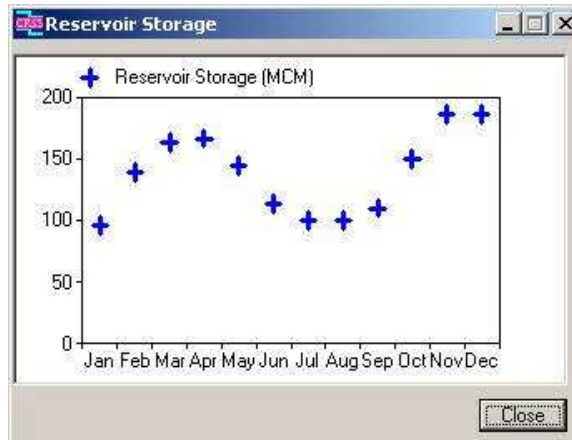 CRSS Reservoir Storage
Reservoir Storage (MCM)
200
150
100
50
0
Jan Feb Mar Apr May Jun Jul Aug Sep Oct Nov Dec
Close